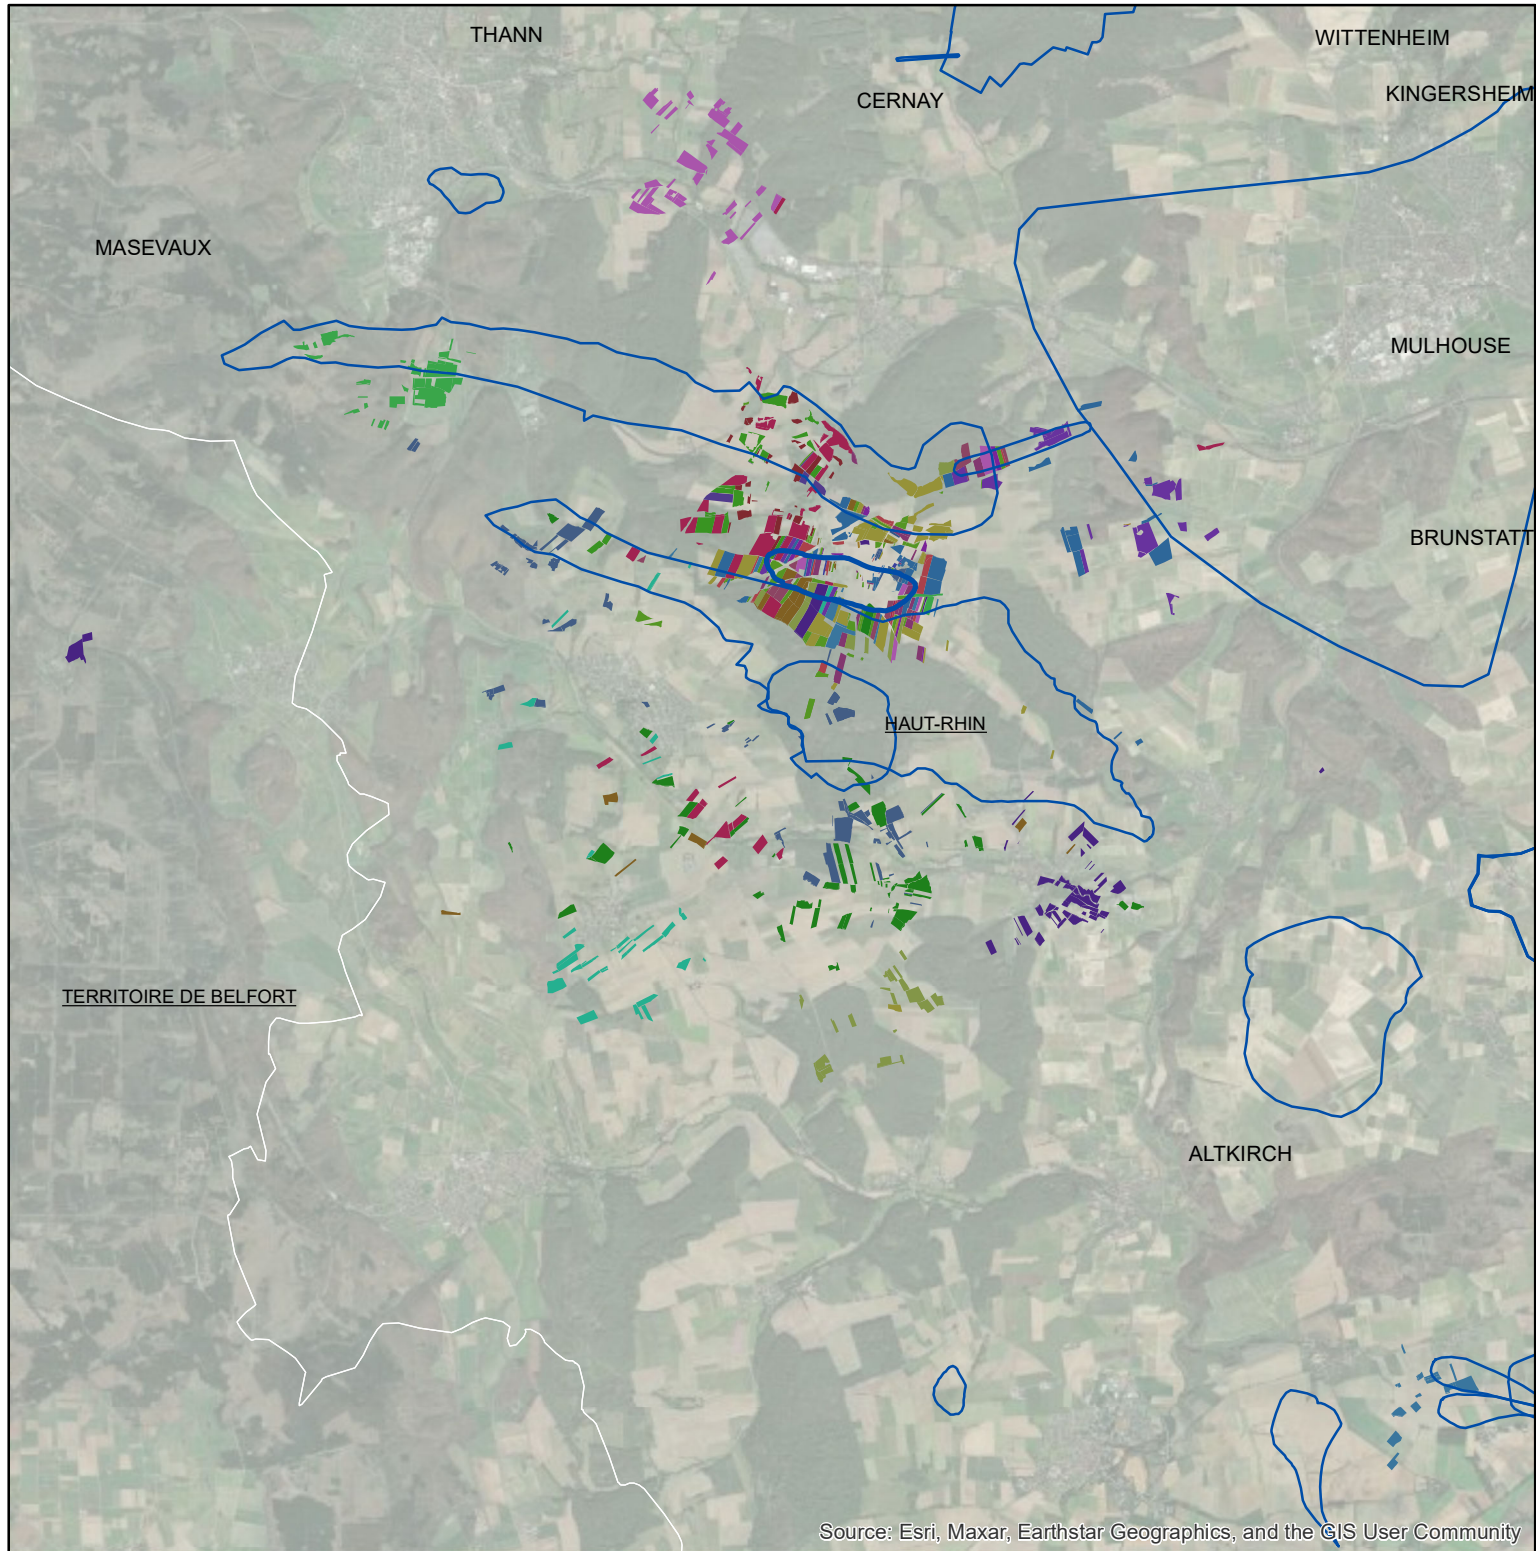 THANN
WITTENHEIM
KINGERSHEIM
CERNAY
MASEVAUX
MULHOUSE
BRUNSTATT
HAUT-RHIN
TERRITOIRE DE BELFORT
ALTKIRCH
Source: Esri, Maxar, Earthstar Geographics, and the GIS User Community